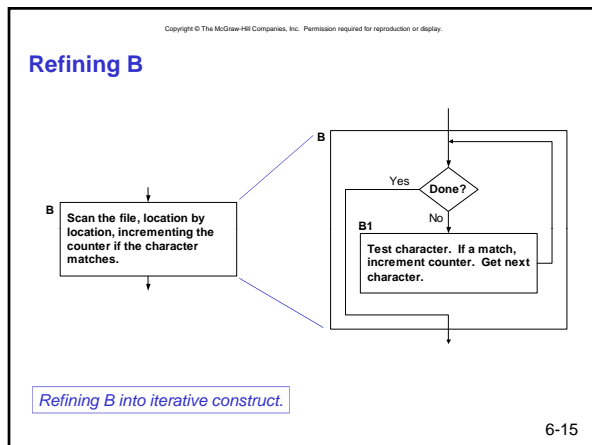 Copyright © The McGraw-Hill Companies, Inc. Permission required for reproduction or display.
Refining B
B
Scan the file, location by
location, incrementing the
counter if the character
matches.
B
Yes
Done?
No
B1
Test character. If a match,
increment counter. Get next
character.
Refining B into iterative construct.
6-15